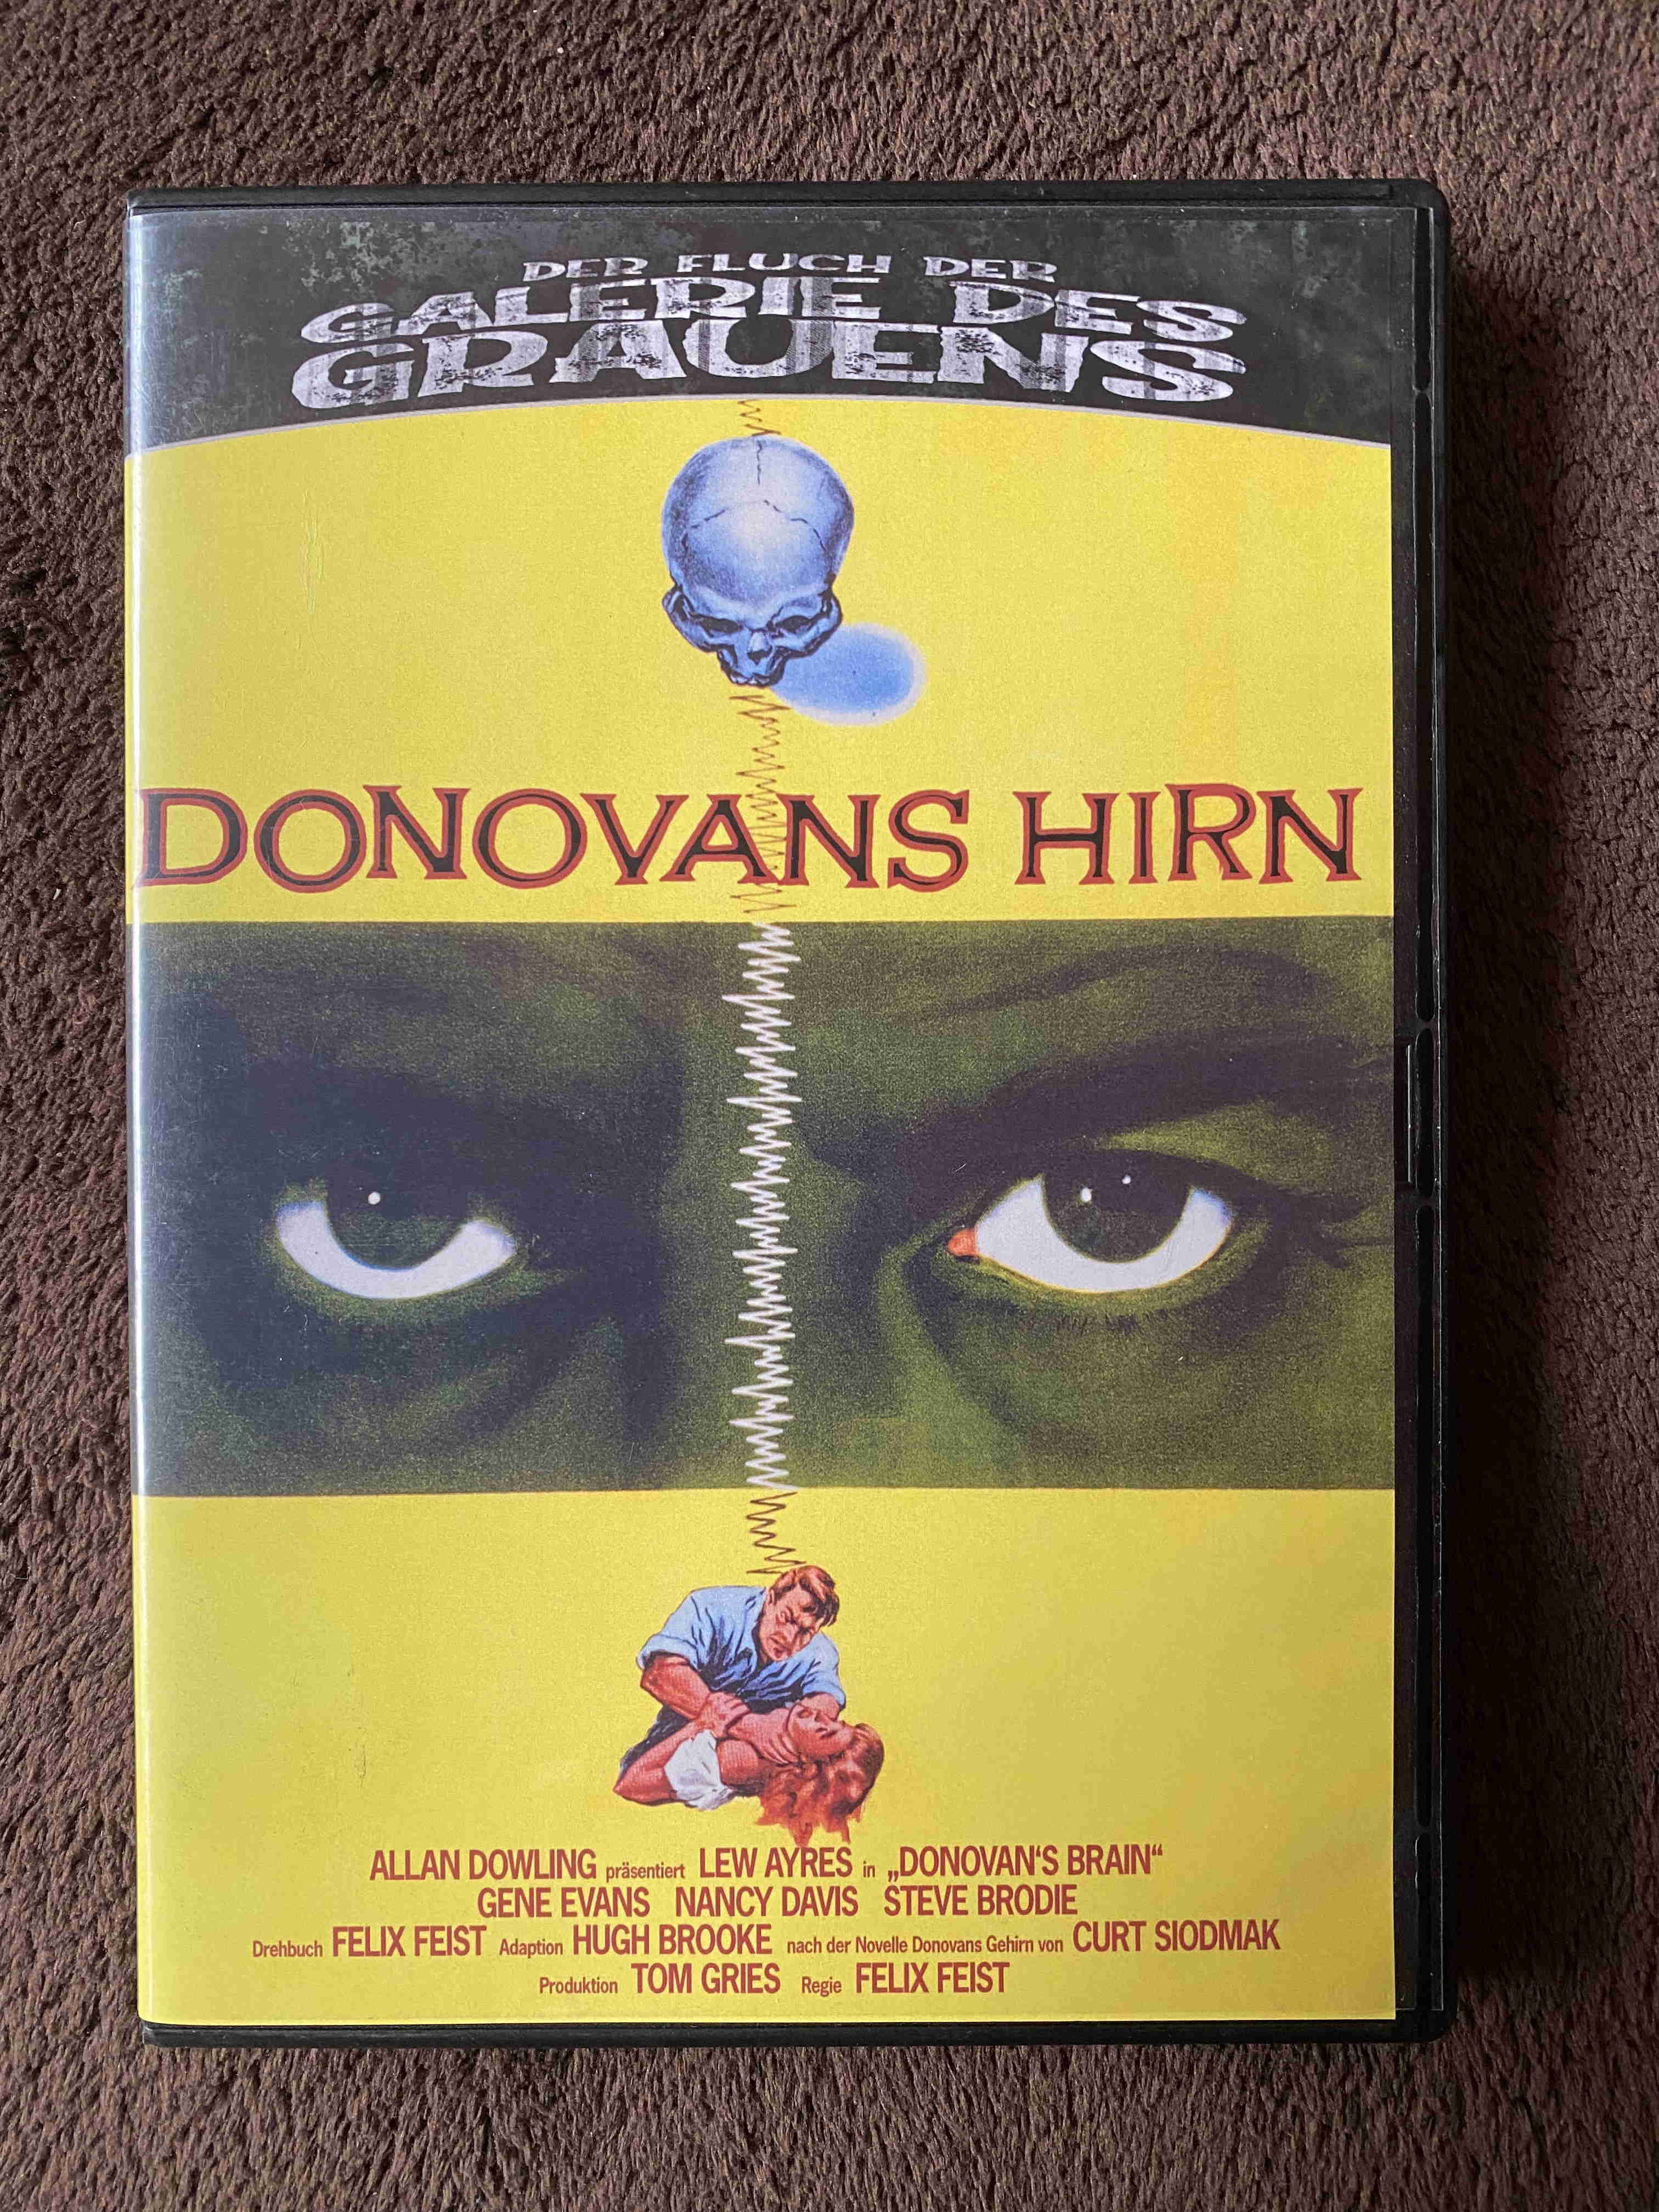 DER FLUCH DER
GALERIE DES
GRAUENS
DONOVANS HIRN
ALLAN DOWLING präsentiert LEW AYRES in „DONOVAN'S BRAIN“
GENE EVANS NANCY DAVIS STEVE BRODIE
Drehbuch FELIX FEIST Adaption HUGH BROOKE nach der Novelle Donovans Gehirn von CURT SIODMAK
Produktion TOM GRIES Regie FELIX FEIST